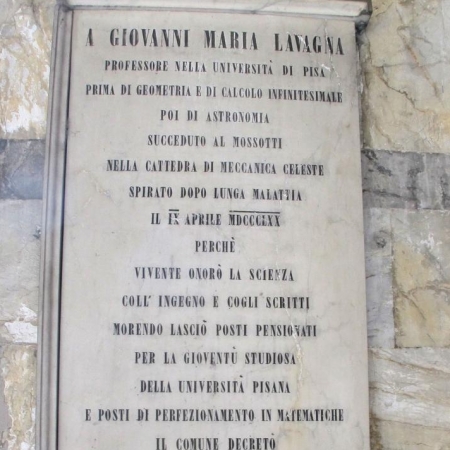 A GIOVANNI MARIA LAVAGNA
PROFESSORE NELLA UNIVERSITÀ DI PISA
PRIMA DI GEOMETRIA E DI CALCOLO INFINITESIMALE
POI DI ASTRONOMIA
SUCCEDUTO AL MOSSOTTI
NELLA CATTEDRA DI MECCANICA CELESTE
SPIRATO DOPO LUNGA MALATTIA
IL IX APRILE MDCCCLXX
PERCHÈ
VIVENTE ONORÒ LA SCIENZA
COLL' INGEGNO E COGLI SCRITTI
MORENDO LASCIÒ POSTI PENSIONATI
PER LA GIOVENTÙ STUDIOSA
DELLA UNIVERSITÀ PISANA
E POSTI DI PERFEZIONAMENTO IN MATEMATICHE
IL COMUNE DECRETÒ